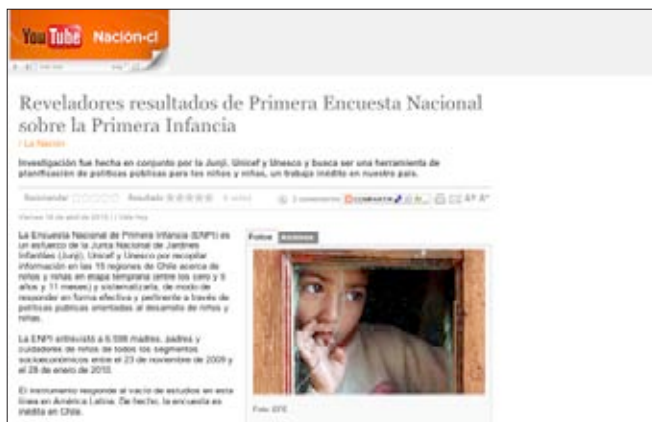 YouTube Nación.cl
Reveladores resultados de Primera Encuesta Nacional
sobre la Primera Infancia
/ La Nación
Investigación fue hecha en conjunto por la Junji, Unicef y Unesco y busca ser una herramienta de
planificación de políticas públicas para los niños y niñas, un trabajo inédito en nuestro país.
Recomendar Resultado COMPARTIR
Viernes 16 de abril de 2010 |
Fotos
La Encuesta Nacional de Primera Infancia (ENPI) es
un esfuerzo de la Junta Nacional de Jardines
Infantiles (Junji), Unicef y Unesco por recopilar
información en las 15 regiones de Chile acerca de
niños y niñas en etapa temprana (entre los cero y 5
años y 11 meses) y sistematizarla, de modo de
responder en forma efectiva y pertinente a través de
políticas públicas orientadas al desarrollo de niños y
niñas.
La ENPI entrevistó a 6.598 madres, padres y
cuidadores de niños de todos los segmentos
socioeconómicos entre el 23 de noviembre de 2009 y
el 28 de enero de 2010.
El instrumento responde al vacío de estudios en esta
línea en América Latina. De hecho, la encuesta es
inédita en Chile.
Foto: EFE